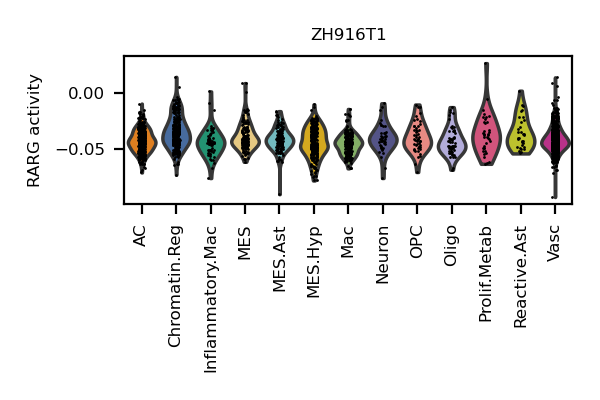 ZH916T1
RARG activity
0.00
−0.05
AC
Chromatin.Reg
Inflammatory.Mac
MES
MES.Ast
MES.Hyp
Mac
Neuron
OPC
Oligo
Prolif.Metab
Reactive.Ast
Vasc